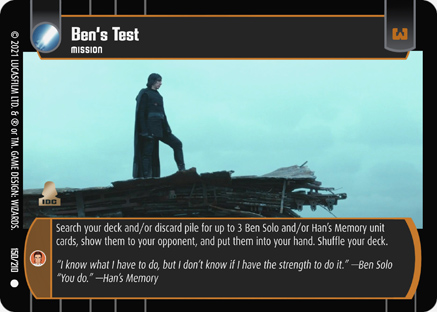 Ben's Test
MISSION
3
© 2021 LUCASFILM LTD. & ® or TM. GAME DESIGN: WIZARDS.
150/210
IDC
Search your deck and/or discard pile for up to 3 Ben Solo and/or Han's Memory unit
cards, show them to your opponent, and put them into your hand. Shuffle your deck.
"I know what I have to do, but I don't know if I have the strength to do it." —Ben Solo
"You do." —Han's Memory